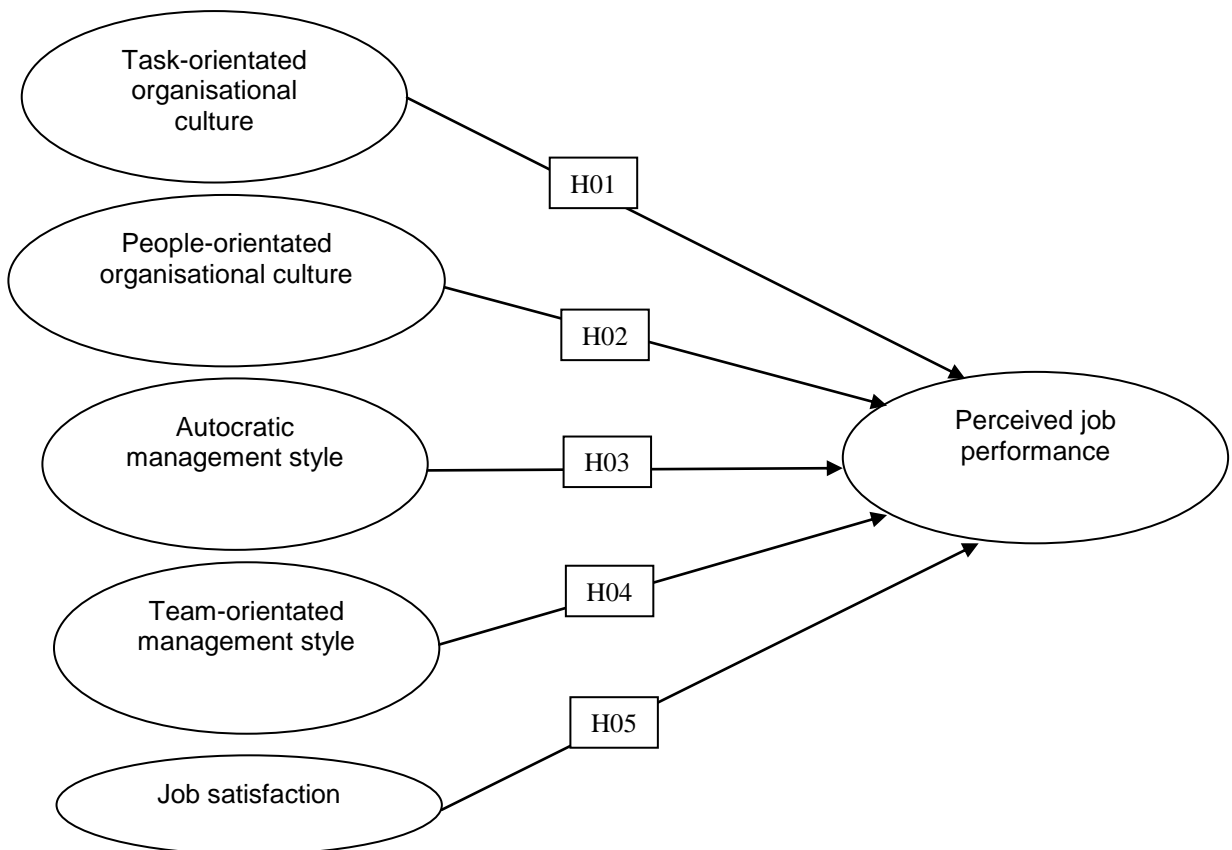 Task-orientated
organisational
culture
H01
People-orientated
organisational culture
H02
Autocratic
management style
H03
Perceived job
performance
Team-orientated
management style
H04
H05
Job satisfaction